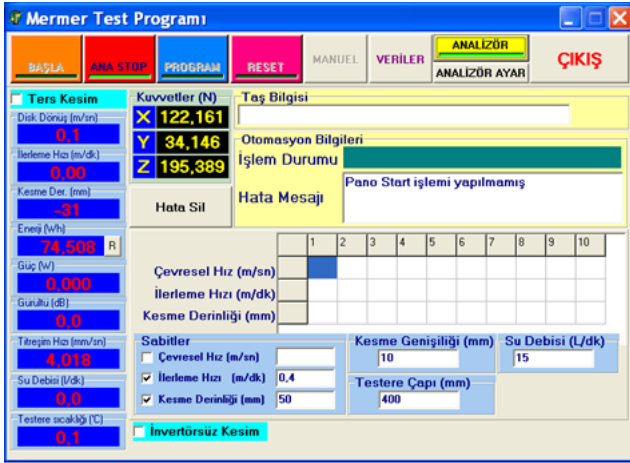 Mermer Test Programı
BAŞLA
ANA STOP
PROGRAM
RESET
MANUEL
VERİLER
ANALİZÖR
ANALİZÖR AYAR
ÇIKIŞ
Ters Kesim
Disk Dönüş (m/sn)
0,1
İlerleme Hızı (m/dk)
0,00
Kesme Der. (mm)
-31
Enerji (Wh)
74,508 R
Güç (W)
0,000
Gürültü (dB)
0,0
Titreşim Hızı (mm/sn)
4,018
Su Debisi (l/dk)
0,0
Testere sıcaklığı (°C)
0,1
Kuvvetler (N)
X 122,161
Y 34,146
Z 195,389
Hata Sil
Taş Bilgisi
Otomasyon Bilgileri
İşlem Durumu
Hata Mesajı
Pano Start işlemi yapılmamış
1 2 3 4 5 6 7 8 9 10
Çevresel Hız (m/sn)
İlerleme Hızı (m/dk)
Kesme Derinliği (mm)
Sabitler
Çevresel Hız (m/sn)
İlerleme Hızı (m/dk) 0,4
Kesme Derinliği (mm) 50
Kesme Genişiliği (mm)
10
Su Debisi (L/dk)
15
Testere Çapı (mm)
400
İnvertörsüz Kesim